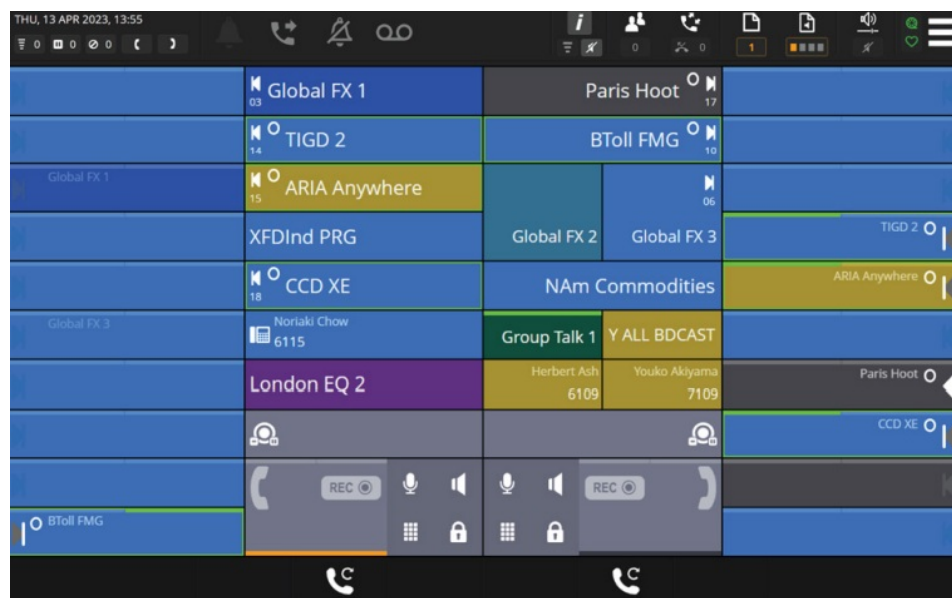 THU, 13 APR 2023, 13:55
0 0 0
i
0 0 1
Global FX 1 Paris Hoot
03 17
TIGD 2 BToll FMG
14 10
Global FX 1
ARIA Anywhere
15 06
XFDInd PRG Global FX 2 Global FX 3 TIGD 2
CCD XE NAm Commodities ARIA Anywhere
18
Global FX 3 Noriaki Chow
6115 Group Talk 1 Y ALL BDCAST
London EQ 2 Herbert Ash Youko Akiyama Paris Hoot
6109 7109
CCD XE
REC REC
BToll FMG